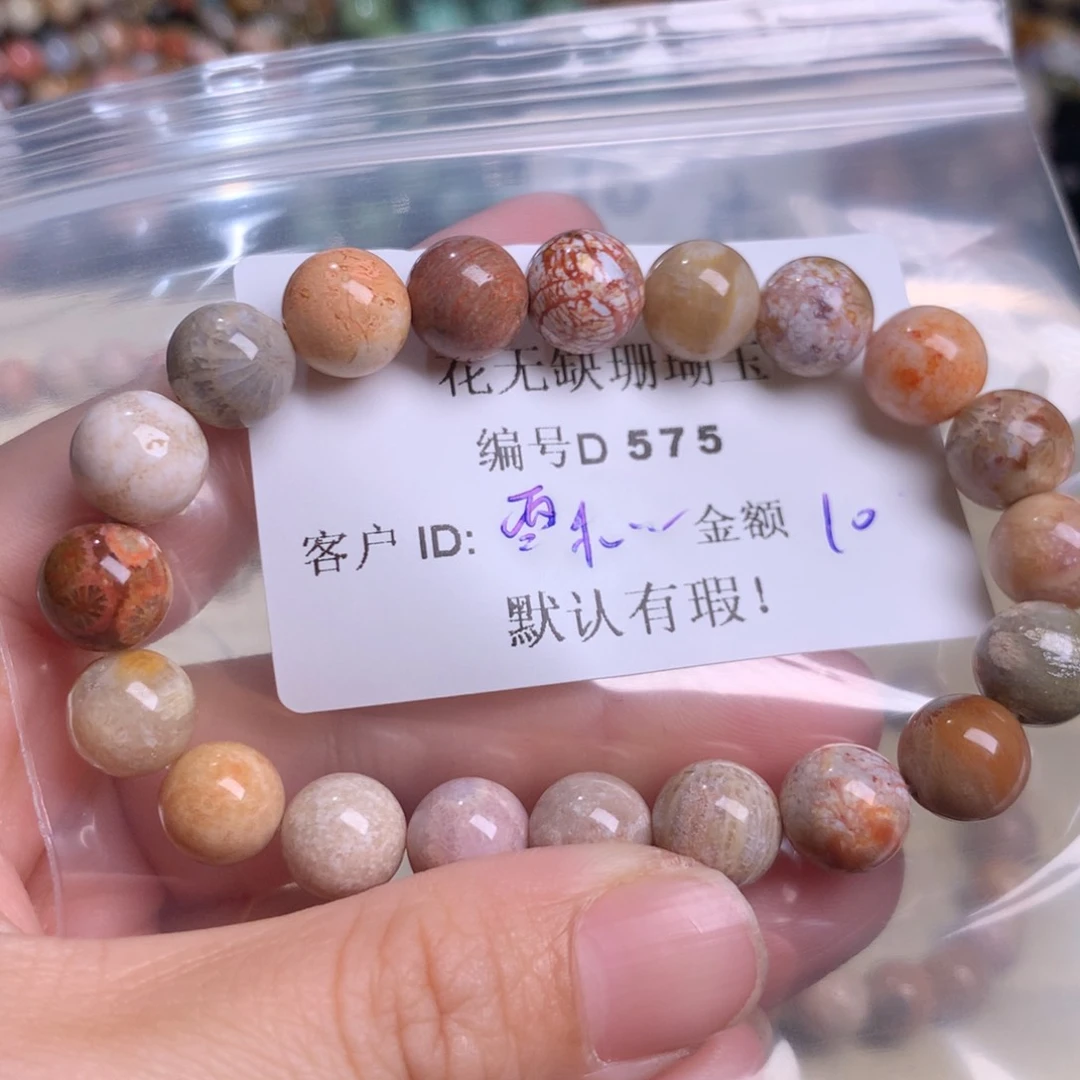 花无缺珊瑚玉
编号D 575
客户 ID: 金额 10
默认有瑕!